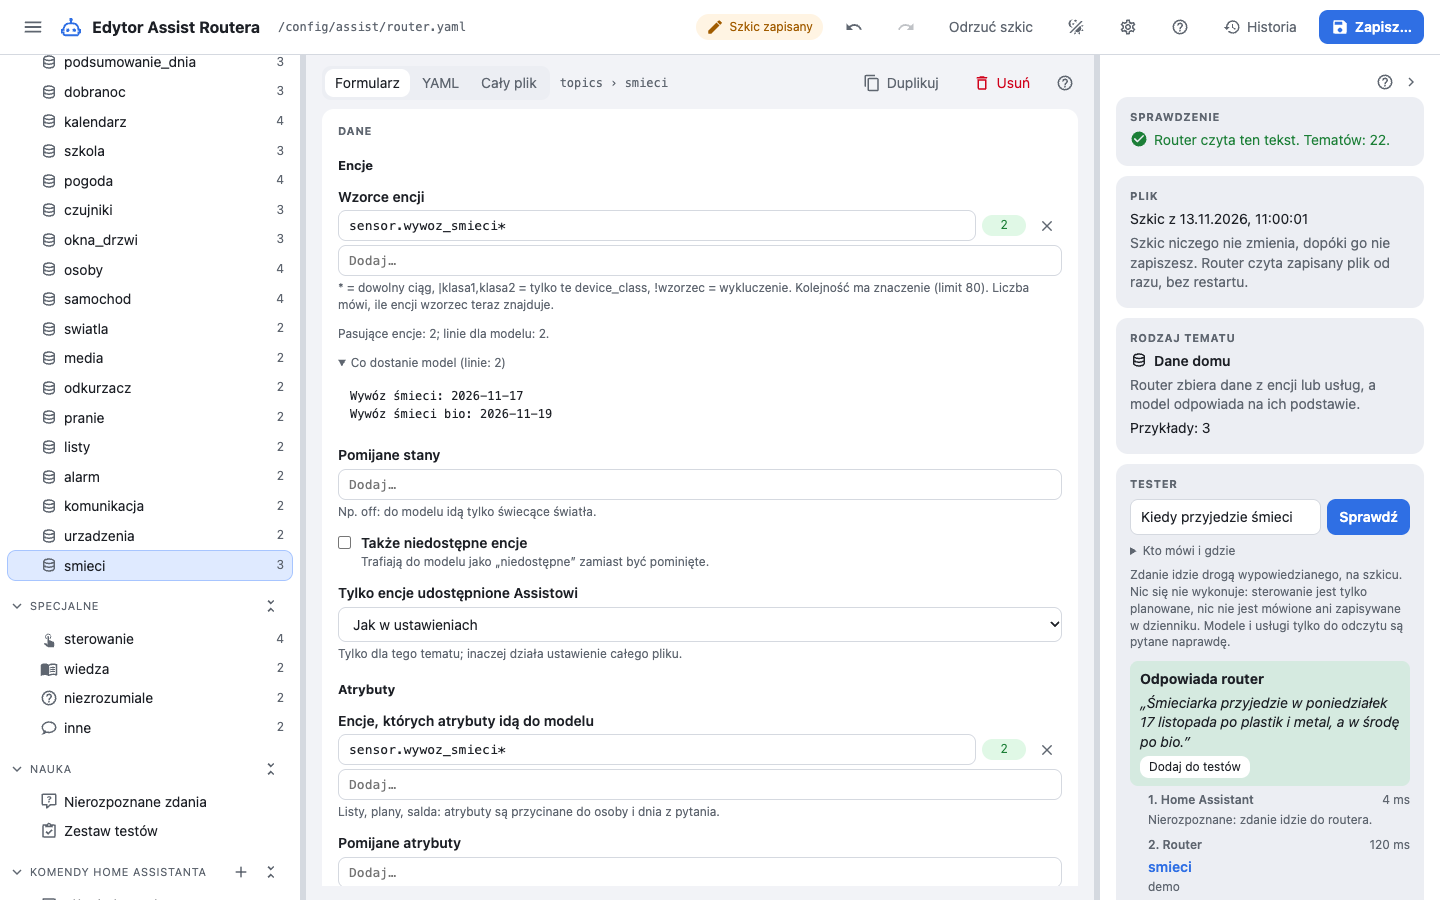 Edytor Assist Routera
/config/assist/router.yaml
Szkic zapisany
Odrzuć szkic
Historia
Zapisz...
podsumowanie_dnia 3
dobranoc 3
kalendarz 4
szkola 3
pogoda 4
czujniki 3
okna_drzwi 3
osoby 4
samochod 4
swiatla 2
media 2
odkurzacz 2
pranie 2
listy 2
alarm 2
komunikacja 2
urzadzenia 2
smieci 3
SPECJALNE
sterowanie 4
wiedza 2
niezrozumiale 2
inne 2
NAUKA
Nierozpoznane zdania
Zestaw testów
KOMENDY HOME ASSISTANTA
Formularz
YAML
Cały plik
topics › smieci
Duplikuj
Usuń
DANE
Encje
Wzorce encji
sensor.wywoz_smieci* 2
Dodaj…
* = dowolny ciąg, |klasa1,klasa2 = tylko te device_class, !wzorzec = wykluczenie. Kolejność ma znaczenie (limit 80). Liczba
mówi, ile encji wzorzec teraz znajduje.
Pasujące encje: 2; linie dla modelu: 2.
▼ Co dostanie model (linie: 2)
Wywóz śmieci: 2026-11-17
Wywóz śmieci bio: 2026-11-19
Pomijane stany
Dodaj…
Np. off: do modelu idą tylko świecące światła.
Także niedostępne encje
Trafiają do modelu jako „niedostępne” zamiast być pominięte.
Tylko encje udostępnione Assistowi
Jak w ustawieniach
Tylko dla tego tematu; inaczej działa ustawienie całego pliku.
Atrybuty
Encje, których atrybuty idą do modelu
sensor.wywoz_smieci* 2
Dodaj…
Listy, plany, salda: atrybuty są przycinane do osoby i dnia z pytania.
Pomijane atrybuty
Dodaj…
SPRAWDZENIE
Router czyta ten tekst. Tematów: 22.
PLIK
Szkic z 13.11.2026, 11:00:01
Szkic niczego nie zmienia, dopóki go nie
zapiszesz. Router czyta zapisany plik od
razu, bez restartu.
RODZAJ TEMATU
Dane domu
Router zbiera dane z encji lub usług, a
model odpowiada na ich podstawie.
Przykłady: 3
TESTER
Kiedy przyjedzie śmieci
Sprawdź
▶ Kto mówi i gdzie
Zdanie idzie drogą wypowiedzianego, na szkicu.
Nic się nie wykonuje: sterowanie jest tylko
planowane, nic nie jest mówione ani zapisywane
w dzienniku. Modele i usługi tylko do odczytu są
pytane naprawdę.
Odpowiada router
„Śmieciarka przyjedzie w poniedziałek
17 listopada po plastik i metal, a w środę
po bio.”
Dodaj do testów
1. Home Assistant 4 ms
Nierozpoznane: zdanie idzie do routera.
2. Router 120 ms
smieci
demo